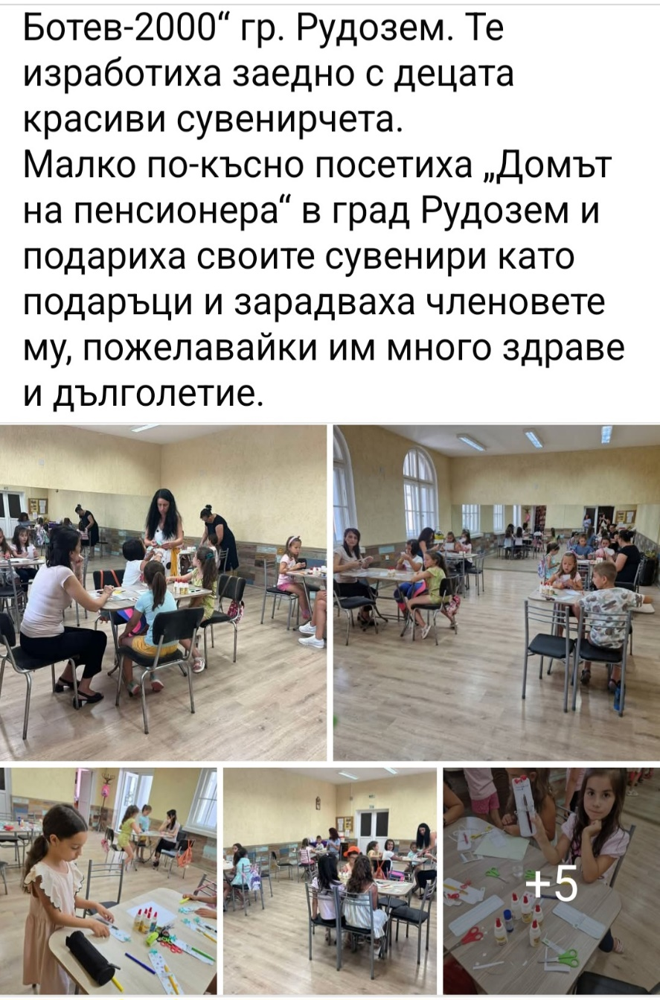 Ботев-2000“ гр. Рудозем. Те
изработиха заедно с децата
красиви сувенирчета.
Малко по-късно посетиха „Домът
на пенсионера“ в град Рудозем и
подариха своите сувенири като
подаръци и зарадваха членовете
му, пожелавайки им много здраве
и дълголетие.
+5